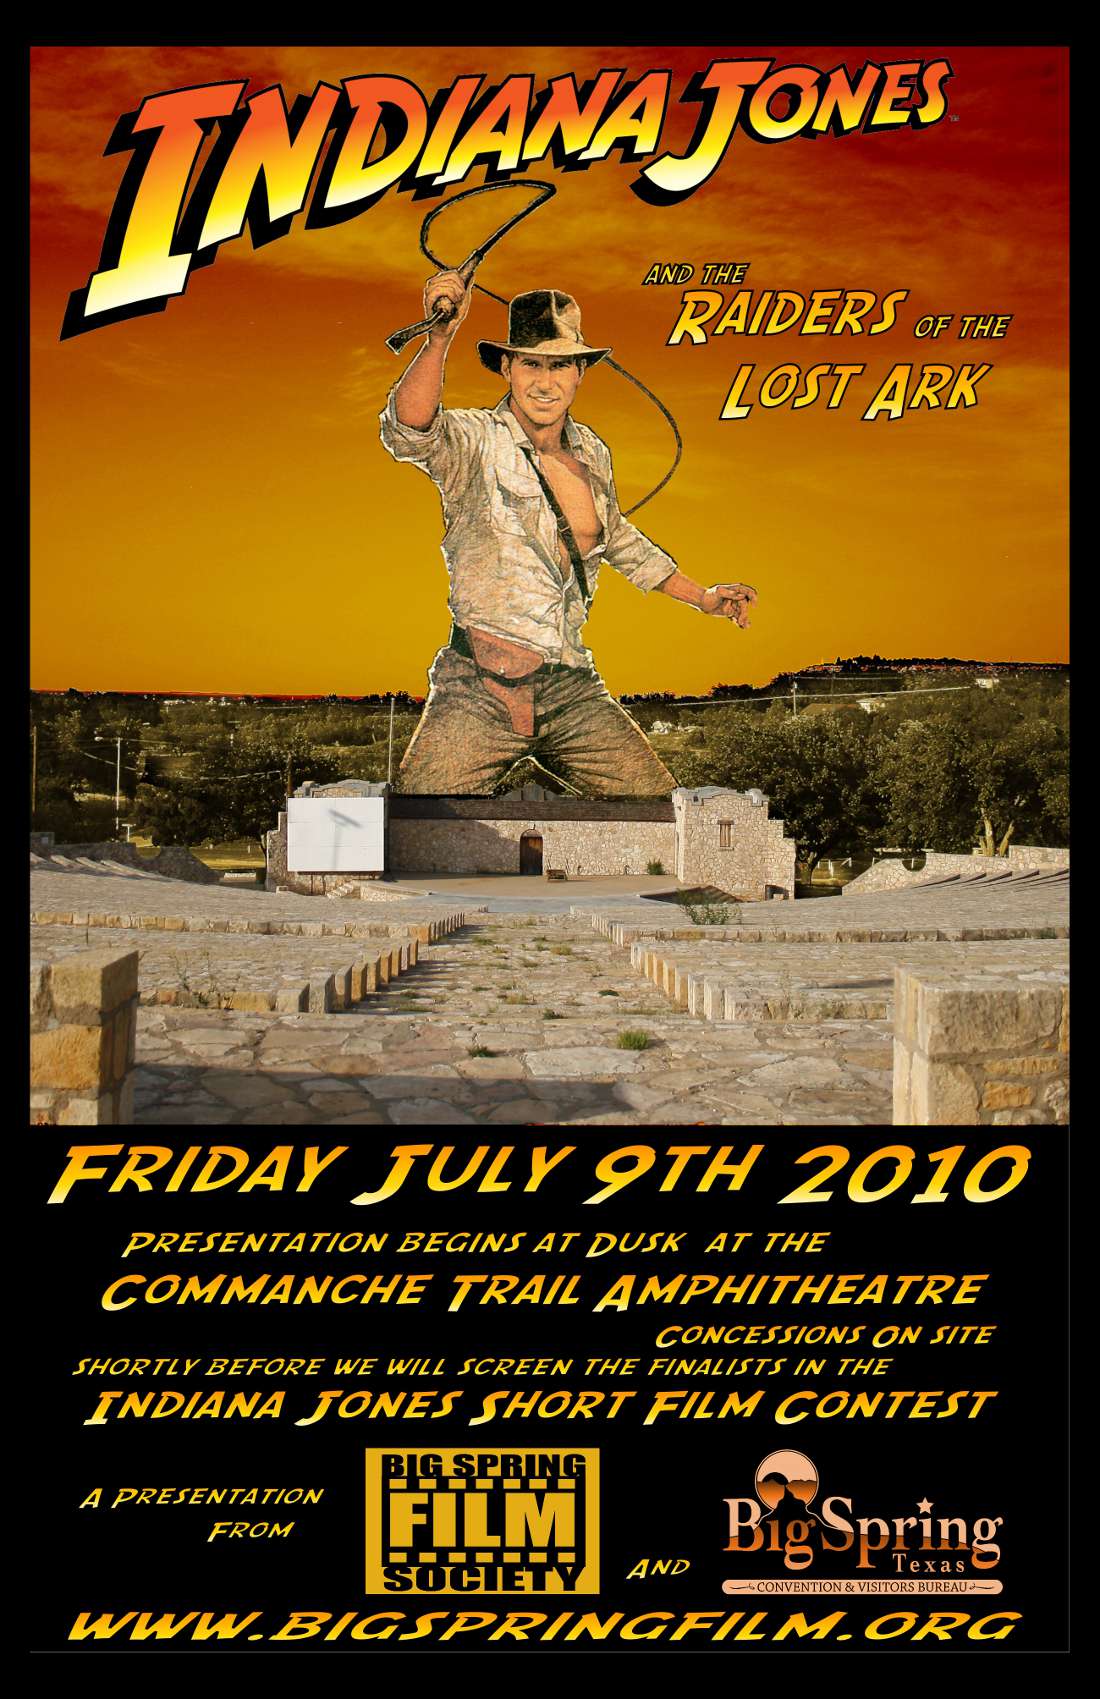 INDIANA JONES™
AND THE
RAIDERS OF THE
LOST ARK
FRIDAY JULY 9TH 2010
PRESENTATION BEGINS AT DUSK AT THE
COMMANCHE TRAIL AMPHITHEATRE
CONCESSIONS ON SITE
SHORTLY BEFORE WE WILL SCREEN THE FINALISTS IN THE
INDIANA JONES SHORT FILM CONTEST
A PRESENTATION
FROM
BIG SPRING
FILM
SOCIETY
AND
Big Spring
Texas
CONVENTION & VISITORS BUREAU
WWW.BIGSPRINGFILM.ORG